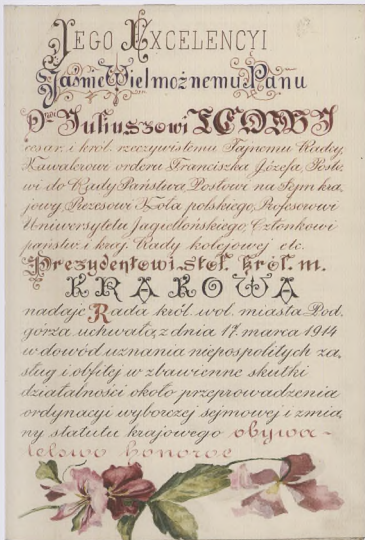 JEGO EXCELENCYI
Jaśnie Wielmożnemu Panu
Drwi Juliuszowi LEOWI
cesar. i król. rzeczywistemu Tajnemu Radcy,
Kawalerowi orderu Franciszka Józefa, Posło,
wi do Rady Państwa, Posłowi na Sejm kra,
jowy, Prezesowi Koła polskiego, Profesorowi
Uniwersytetu Jagiellońskiego, Członkowi
państw. i kraj. Rady kolejowej etc.
Prezydentowi stoł. król. m.
KRAKOWA
nadaje Rada król. wol. miasta Pod,
górza uchwałą z dnia 17. marca 1914
w dowód uznania niepospolitych za,
sług i obfitej w zbawienne skutki
działalności około przeprowadzenia
ordynacyi wyborczej sejmowej i zmia,
ny statutu krajowego obywa-
telstwo honorowe